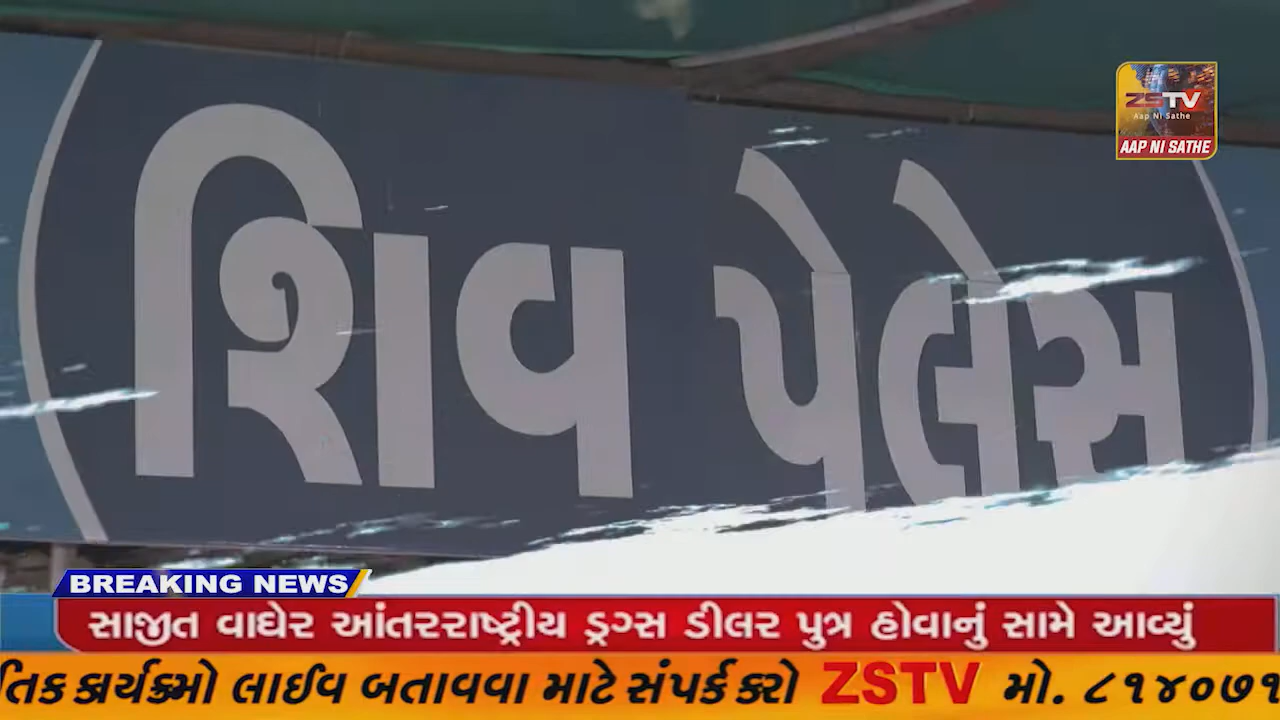 શિવ પેલેસ
ZSTV
Aap Ni Sathe
AAP NI SATHE
BREAKING NEWS
સાજીત વાઘેર આંતરરાષ્ટ્રીય ડ્રગ્સ ડીલર પુત્ર હોવાનું સામે આવ્યું
તિક કાર્યક્રમો લાઈવ બતાવવા માટે સંપર્ક કરો ZSTV મો. ૮૧૪૦૭૧